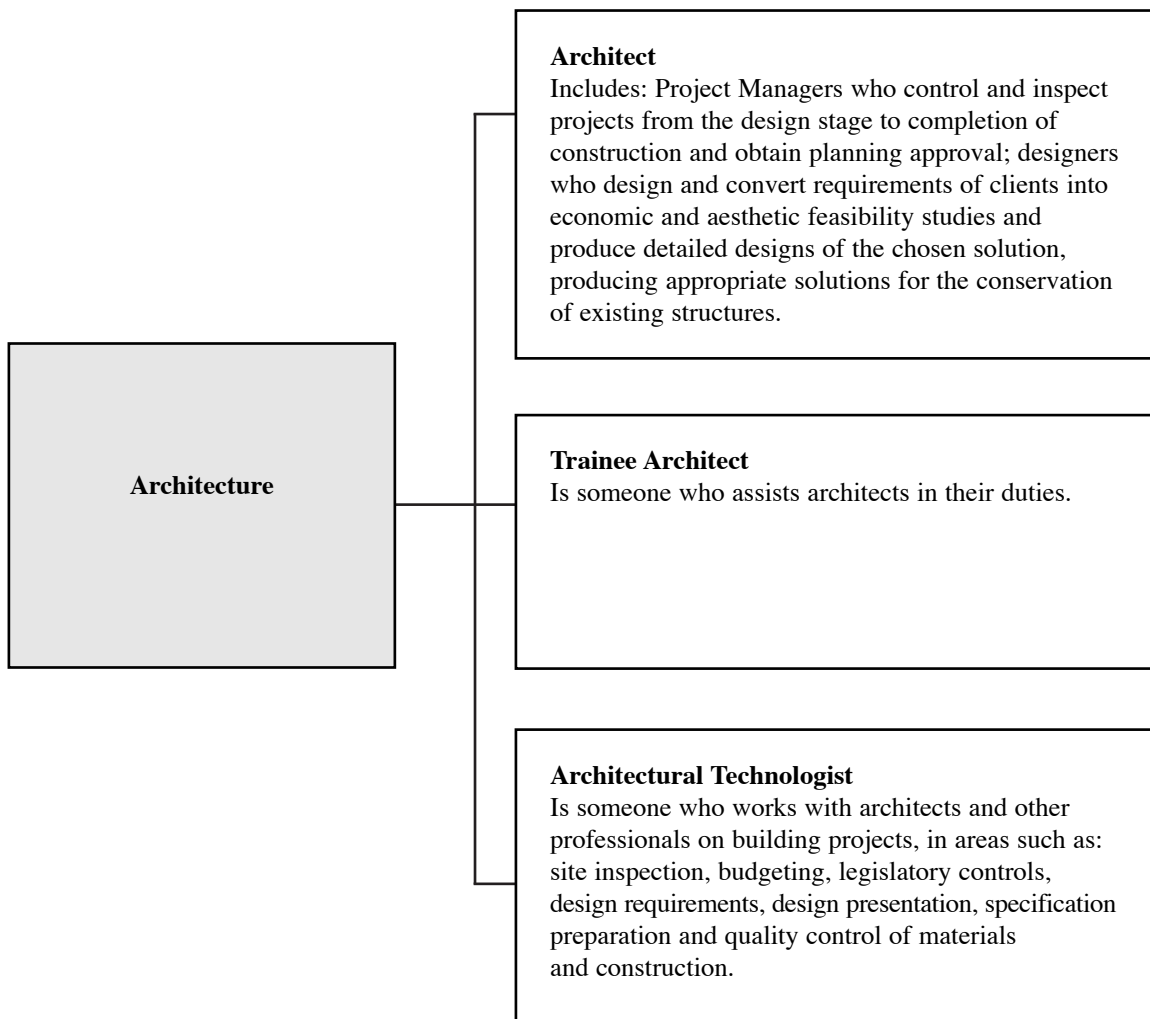 Architect
Includes: Project Managers who control and inspect
projects from the design stage to completion of
construction and obtain planning approval; designers
who design and convert requirements of clients into
economic and aesthetic feasibility studies and
produce detailed designs of the chosen solution,
producing appropriate solutions for the conservation
of existing structures.
Architecture
Trainee Architect
Is someone who assists architects in their duties.
Architectural Technologist
Is someone who works with architects and other
professionals on building projects, in areas such as:
site inspection, budgeting, legislatory controls,
design requirements, design presentation, specification
preparation and quality control of materials
and construction.